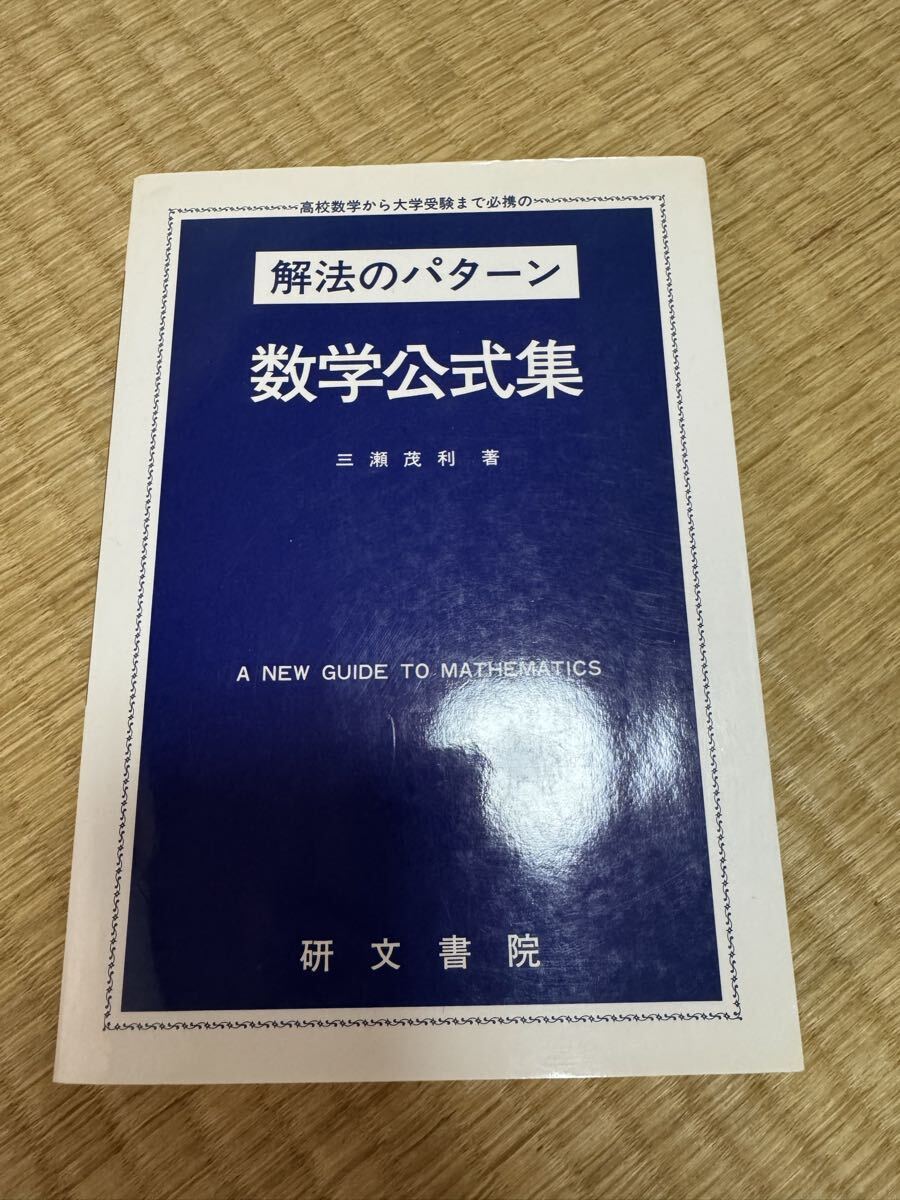 高校数学から大学受験まで必携の
解法のパターン
数学公式集
三瀬茂利 著
A NEW GUIDE TO MATHEMATICS
研文書院